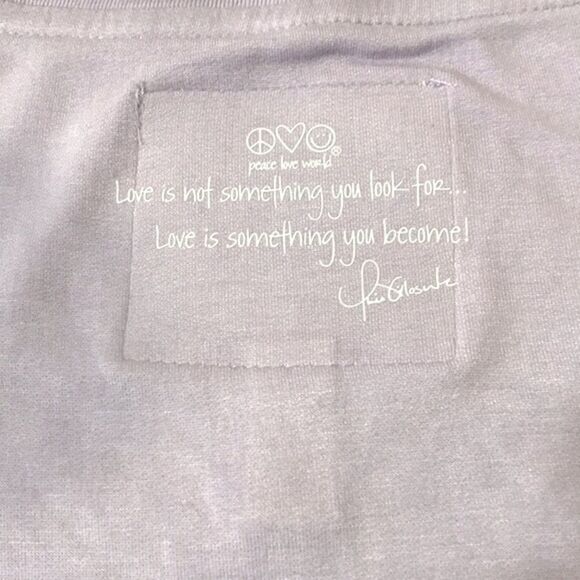 peace love world®
Love is not something you look for...
Love is something you become!